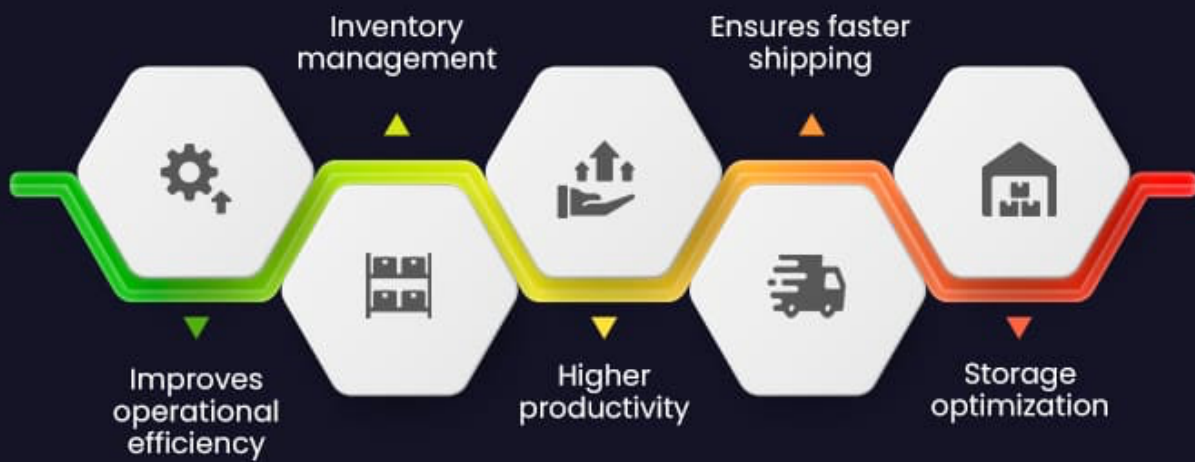 Improves
operational
efficiency
Inventory
management
Higher
productivity
Ensures faster
shipping
Storage
optimization